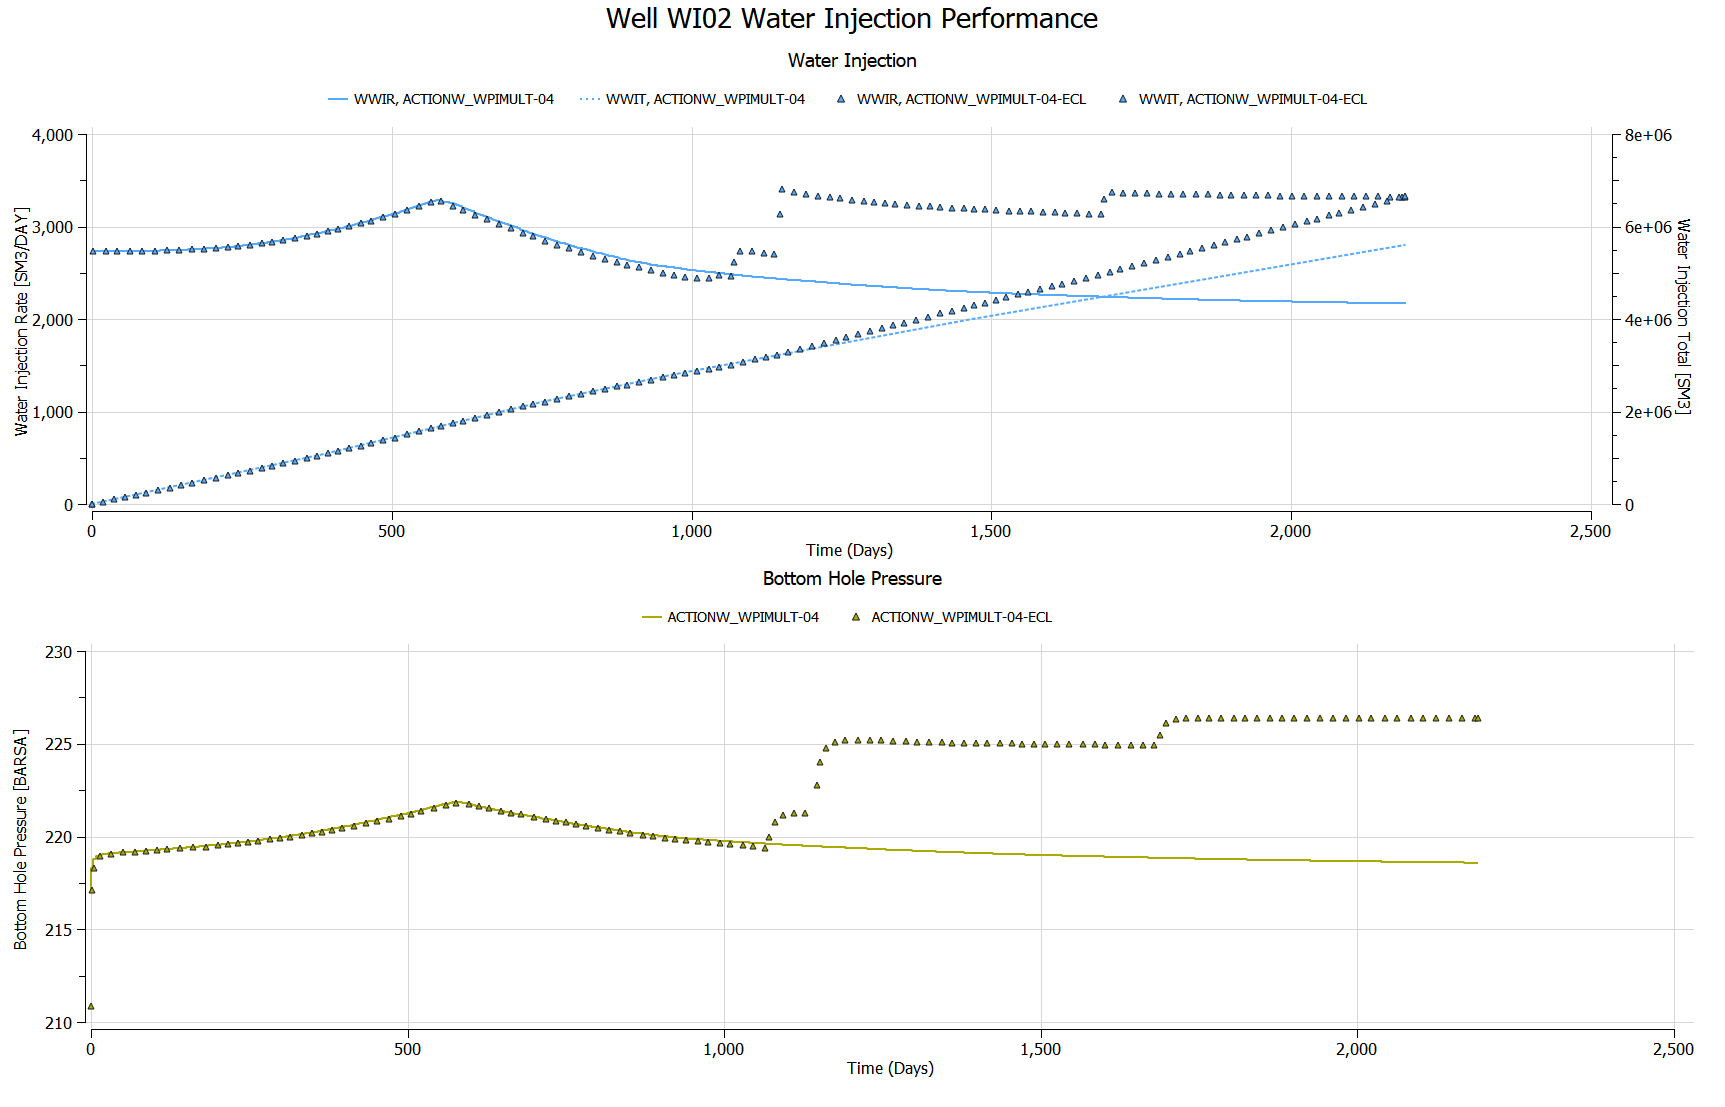 Well WI02 Water Injection Performance
Water Injection
WWIR, ACTIONW_WPIMULT-04 WWIT, ACTIONW_WPIMULT-04 WWIR, ACTIONW_WPIMULT-04-ECL WWIT, ACTIONW_WPIMULT-04-ECL
Water Injection Rate [SM3/DAY]
4,000
3,000
2,000
1,000
0
8e+06
6e+06
4e+06
2e+06
0
Water Injection Total [SM3]
0 500 1,000 1,500 2,000 2,500
Time (Days)
Bottom Hole Pressure
ACTIONW_WPIMULT-04 ACTIONW_WPIMULT-04-ECL
Bottom Hole Pressure [BARSA]
230
225
220
215
210
0 500 1,000 1,500 2,000 2,500
Time (Days)